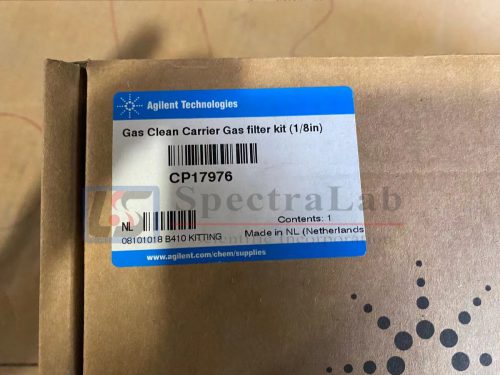 Agilent Technologies
Gas Clean Carrier Gas filter kit (1/8in)
CP17976
SpectraLab
NL
Contents: 1
08101018 B410 KITTING
Made in NL (Netherlands
www.agilent.com/chem/supplies